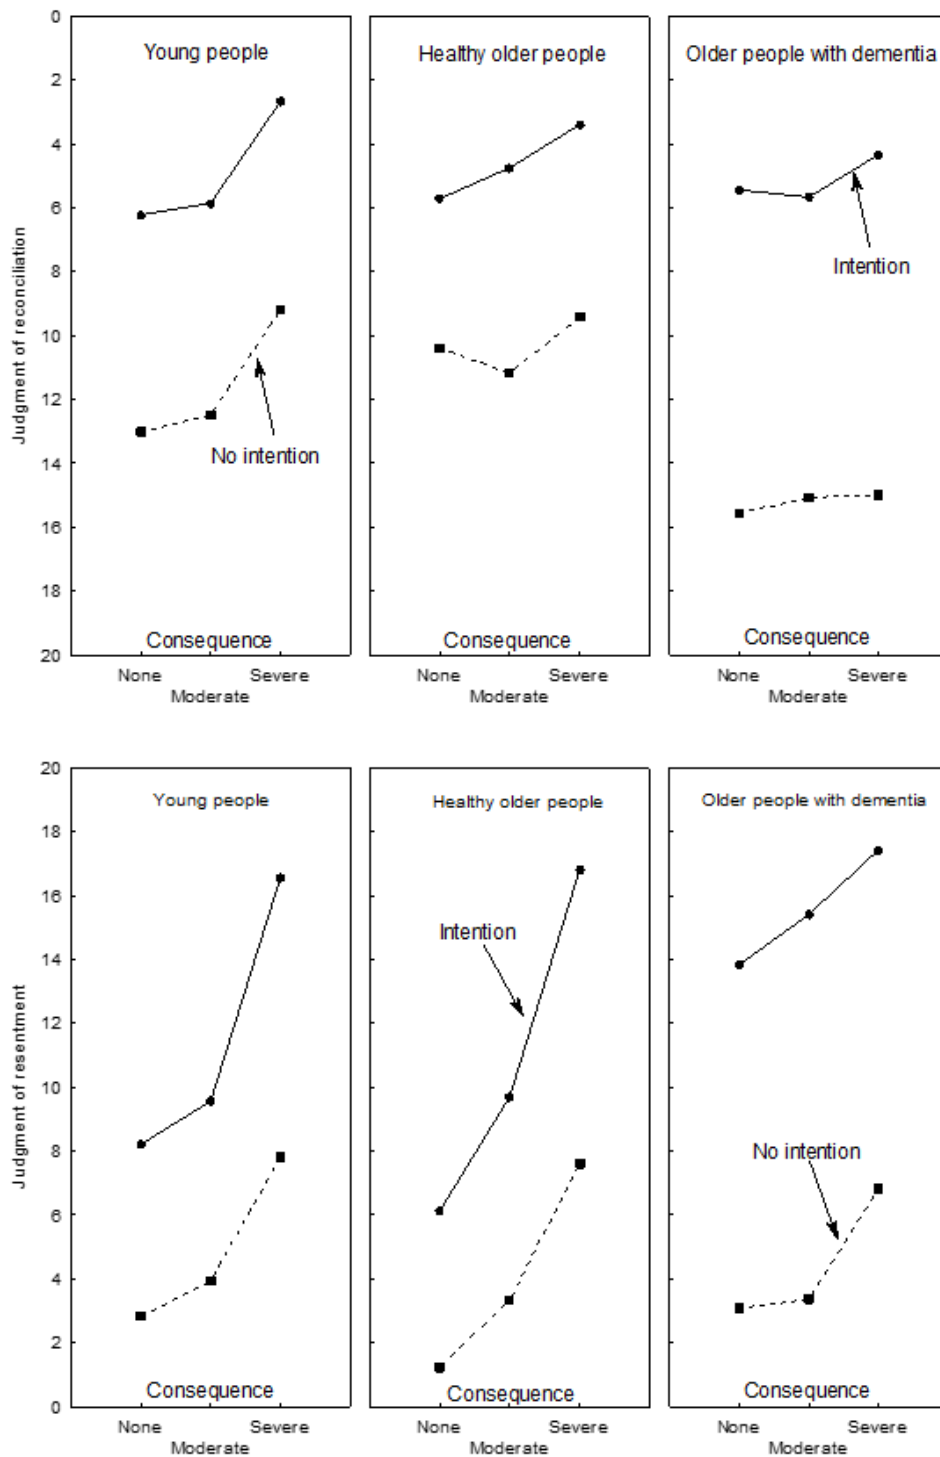 0
Young people
Healthy older people
Older people with dementia
2
4
6
Intention
8
Judgment of reconciliation
10
12
No intention
14
16
18
Consequence
Consequence
Consequence
20
None
Severe
None
Severe
None
Severe
Moderate
Moderate
Moderate
20
Young people
Healthy older people
Older people with dementia
18
16
Intention
14
12
Judgment of resentment
10
8
No intention
6
4
2
Consequence
Consequence
Consequence
0
None
Severe
None
Severe
None
Severe
Moderate
Moderate
Moderate